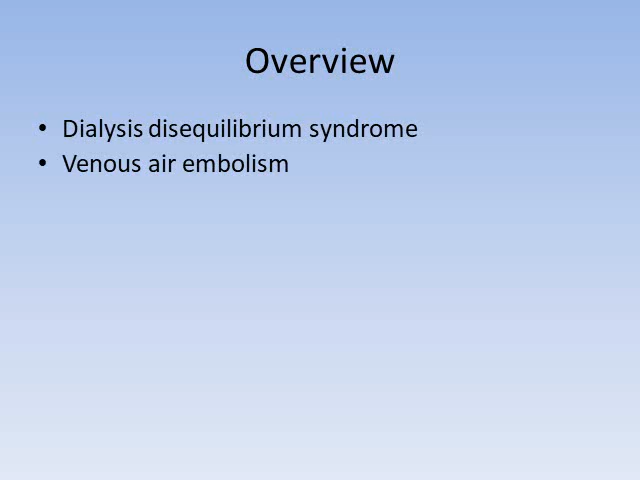 Overview
• Dialysis disequilibrium syndrome
• Venous air embolism